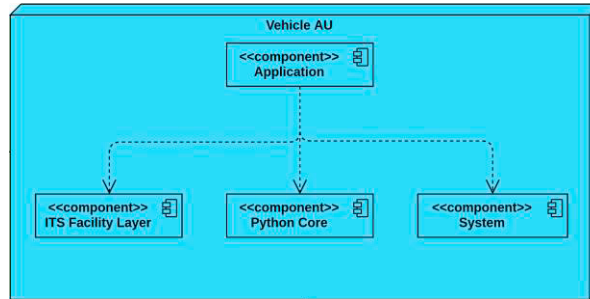 Vehicle AU
<<component>>
Application
<<component>>
ITS Facility Layer
<<component>>
Python Core
<<component>>
System